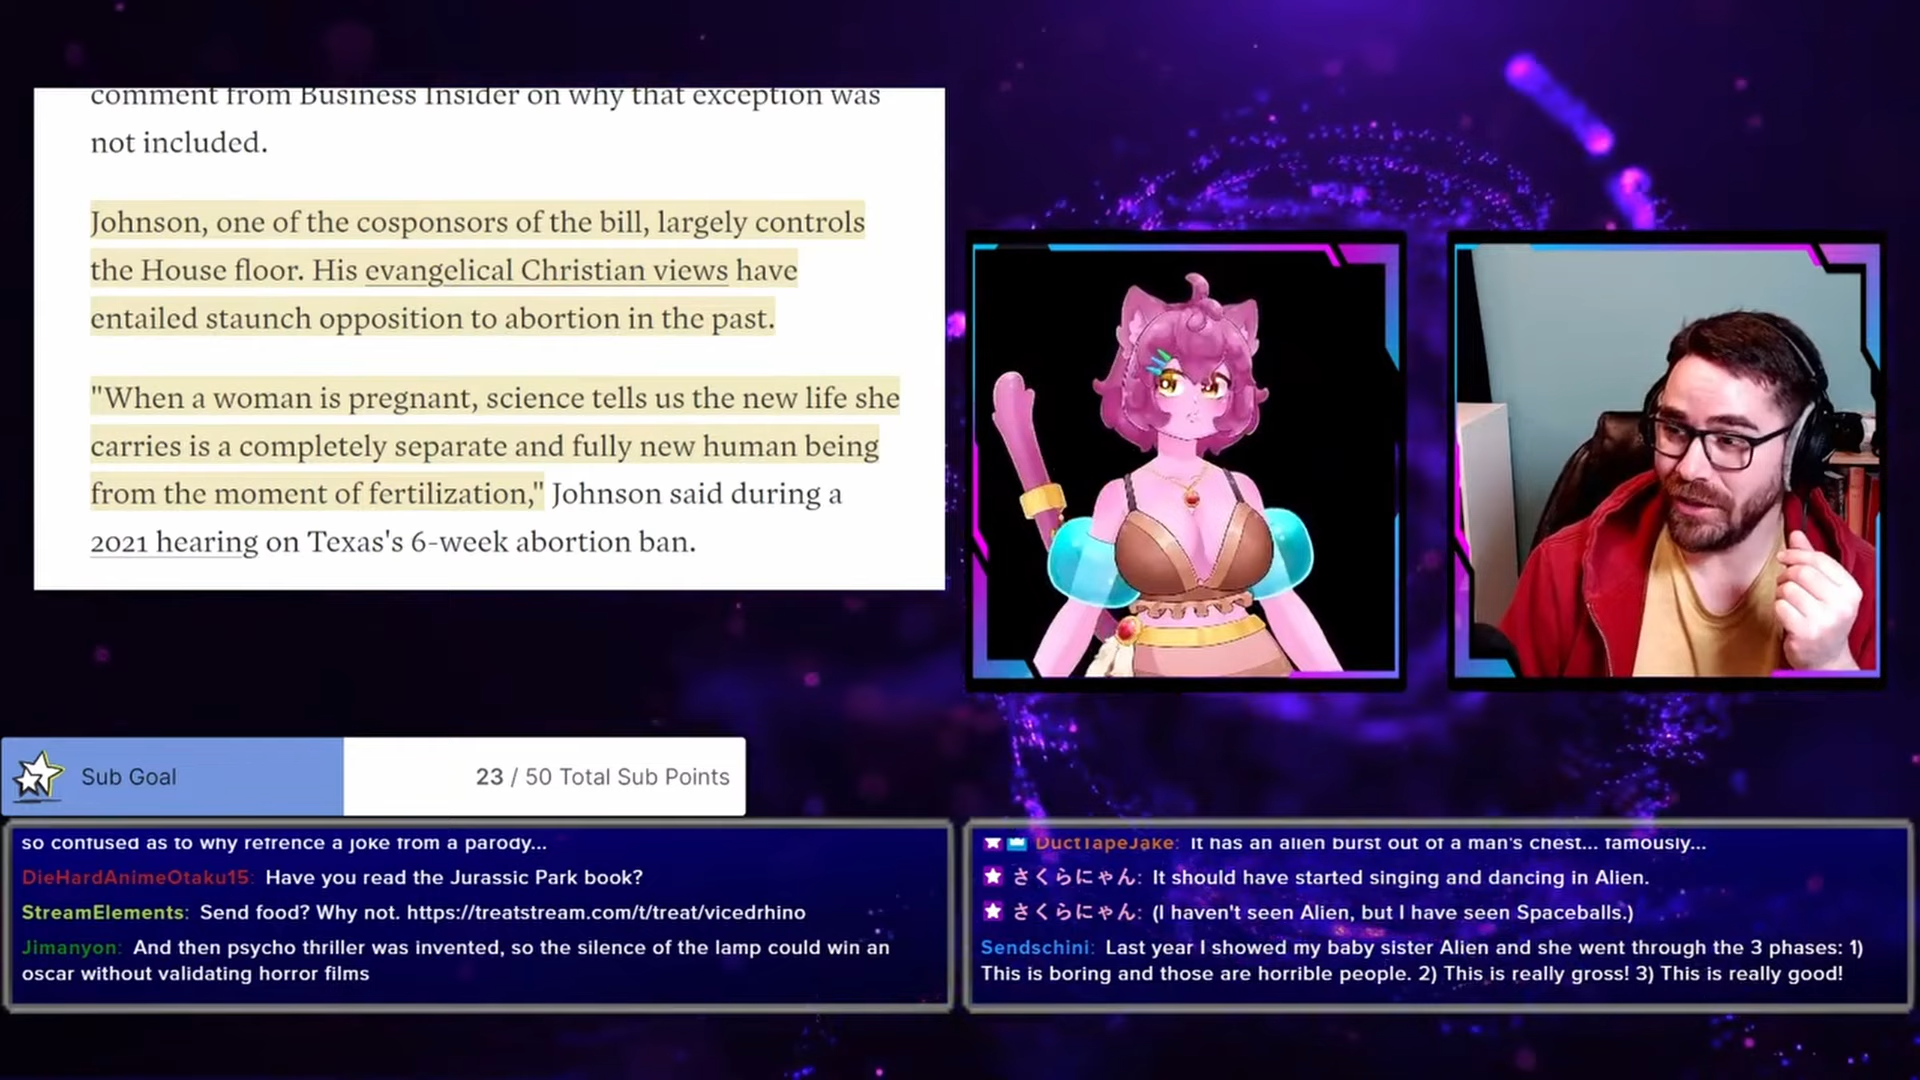 comment from Business Insider on why that exception was
not included.
Johnson, one of the cosponsors of the bill, largely controls
the House floor. His evangelical Christian views have
entailed staunch opposition to abortion in the past.
"When a woman is pregnant, science tells us the new life she
carries is a completely separate and fully new human being
from the moment of fertilization," Johnson said during a
2021 hearing on Texas's 6-week abortion ban.
Sub Goal
23 / 50 Total Sub Points
so confused as to why refrence a joke from a parody...
DieHardAnimeOtaku15: Have you read the Jurassic Park book?
StreamElements: Send food? Why not. https://treatstream.com/t/treat/vicedrhino
Jimanyon: And then psycho thriller was invented, so the silence of the lamp could win an
oscar without validating horror films
DuctTapeJake: It has an alien burst out of a man's chest... famously...
さくらにゃん: It should have started singing and dancing in Alien.
さくらにゃん: (I haven't seen Alien, but I have seen Spaceballs.)
Sendschini: Last year I showed my baby sister Alien and she went through the 3 phases: 1)
This is boring and those are horrible people. 2) This is really gross! 3) This is really good!